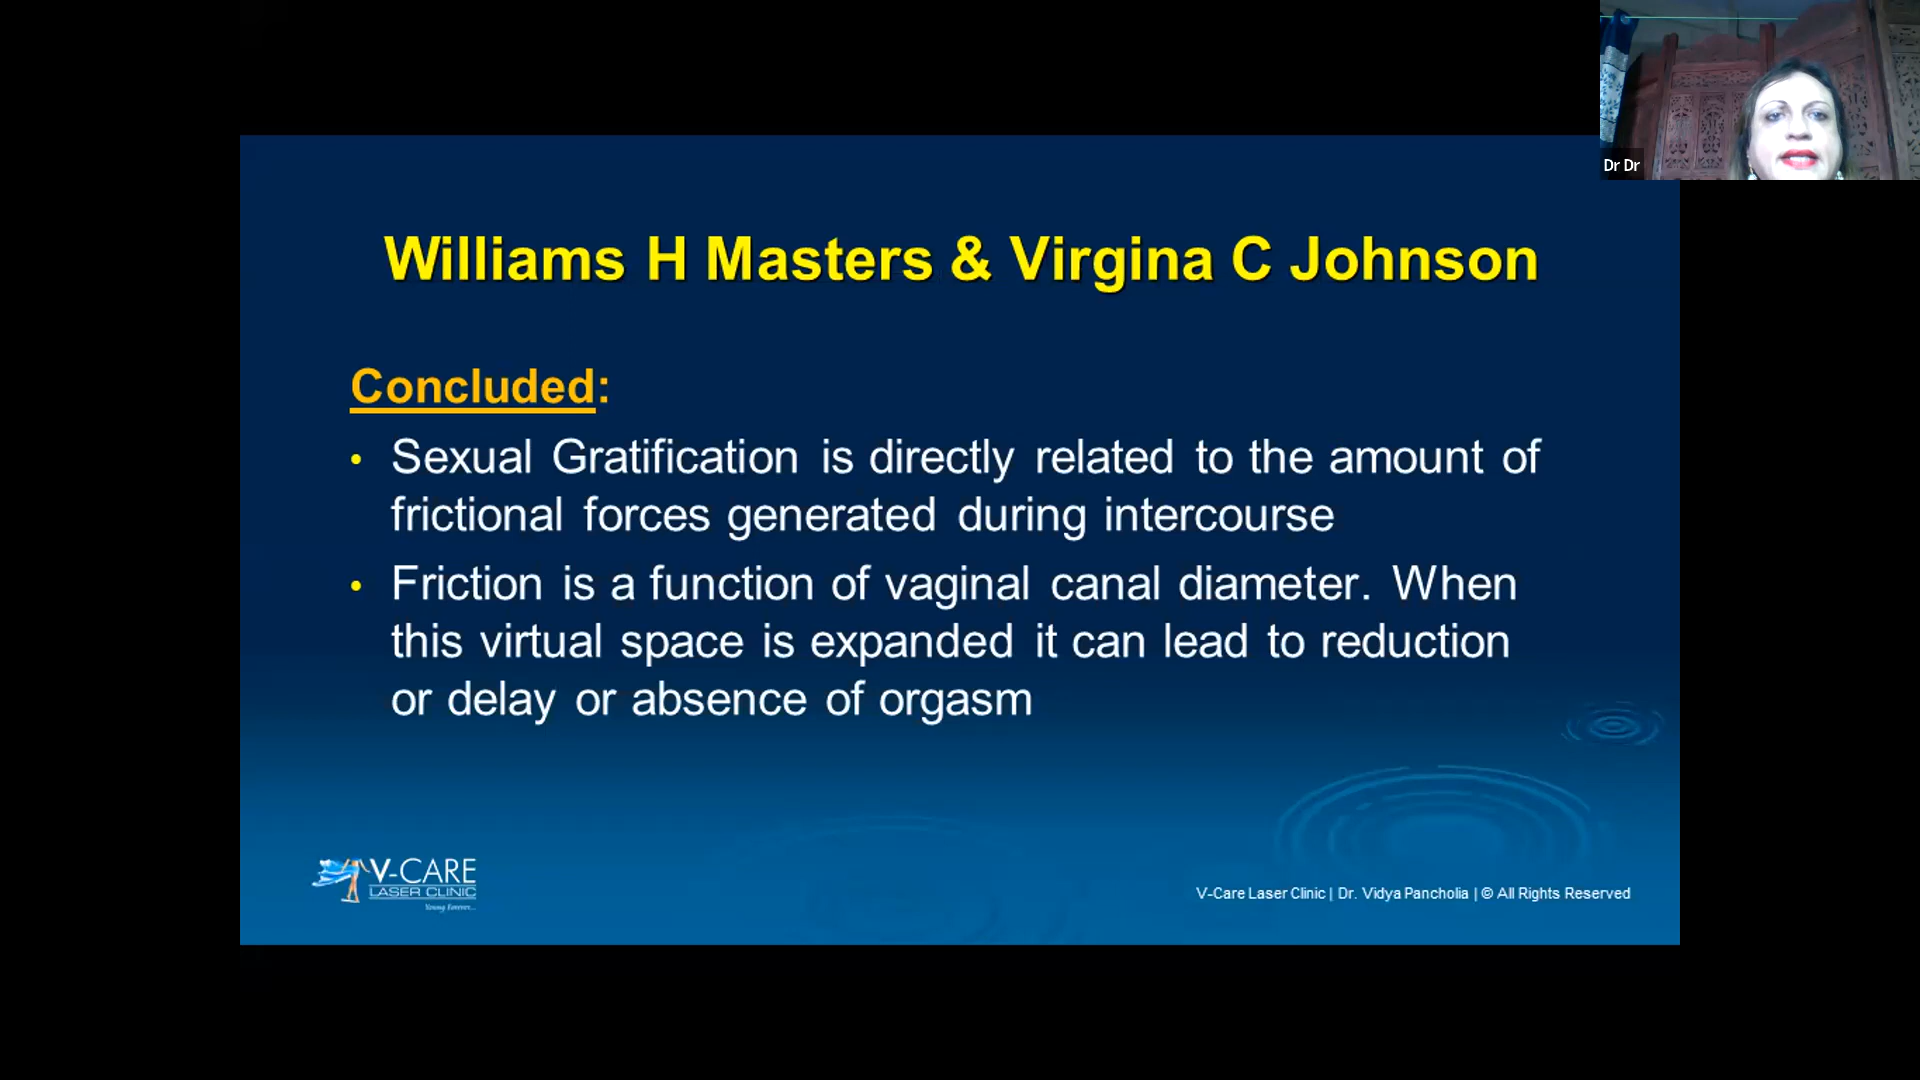 Dr Dr
Williams H Masters & Virgina C Johnson
Concluded:
• Sexual Gratification is directly related to the amount of
frictional forces generated during intercourse
• Friction is a function of vaginal canal diameter. When
this virtual space is expanded it can lead to reduction
or delay or absence of orgasm
V-CARE
LASER CLINIC
Young Forever...
V-Care Laser Clinic | Dr. Vidya Pancholia | © All Rights Reserved